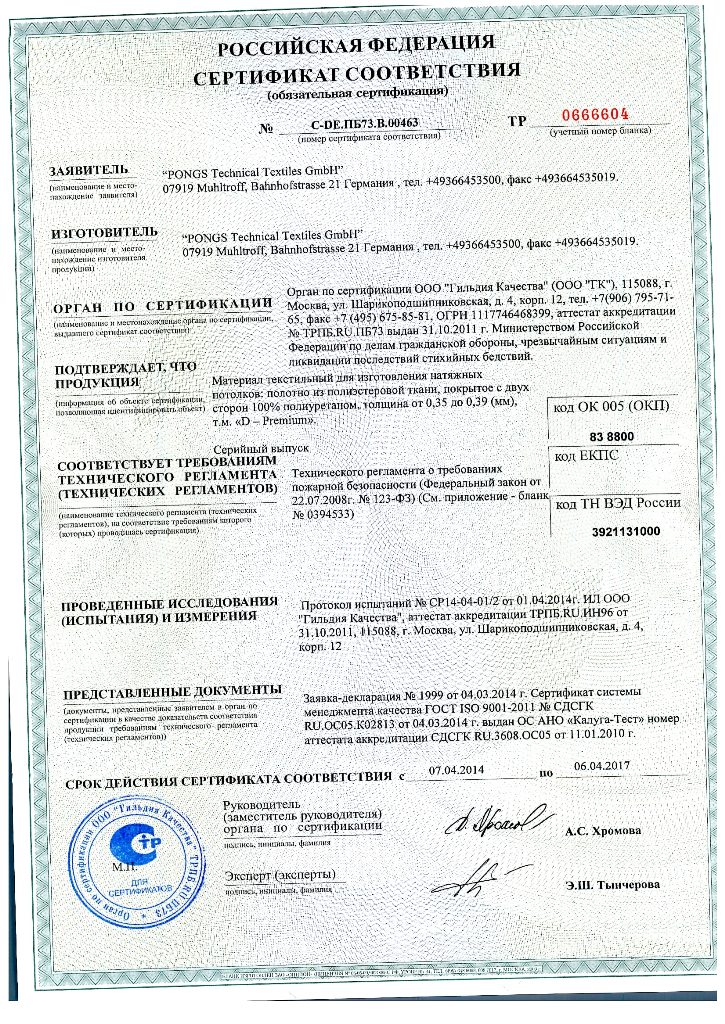 РОССИЙСКАЯ ФЕДЕРАЦИЯ
СЕРТИФИКАТ СООТВЕТСТВИЯ
(обязательная сертификация)
№ C-DE.ПБ73.В.00463
(номер сертификата соответствия)
ТР 0666604
(учетный номер бланка)
ЗАЯВИТЕЛЬ
(наименование и место-
нахождение заявителя)
"PONGS Technical Textiles GmbH"
07919 Muhltroff, Bahnhofstrasse 21 Германия , тел. +49366453500, факс +493664535019.
ИЗГОТОВИТЕЛЬ
(наименование и место-
нахождение изготовителя
продукции)
"PONGS Technical Textiles GmbH"
07919 Muhltroff, Bahnhofstrasse 21 Германия , тел. +49366453500, факс +493664535019.
ОРГАН ПО СЕРТИФИКАЦИИ
(наименование и местонахождение органа по сертификации,
выдавшего сертификат соответствия)
Орган по сертификации ООО "Гильдия Качества" (ООО "ГК"), 115088, г.
Москва, ул. Шарикоподшипниковская, д. 4, корп. 12, тел. +7(906) 795-71-
65, факс +7 (495) 675-85-81, ОГРН 1117746468399, аттестат аккредитации
№ ТРПБ.RU.ПБ73 выдан 31.10.2011 г. Министерством Российской
Федерации по делам гражданской обороны, чрезвычайным ситуациям и
ликвидации последствий стихийных бедствий.
ПОДТВЕРЖДАЕТ, ЧТО
ПРОДУКЦИЯ
(информация об объекте сертификации,
позволяющая идентифицировать объект)
Материал текстильный для изготовления натяжных
потолков: полотно из полиэстеровой ткани, покрытое с двух
сторон 100% полиуретаном, толщина от 0,35 до 0,39 (мм),
т.м. «D – Premium».
Серийный выпуск
код ОК 005 (ОКП)
83 8800
код ЕКПС
код ТН ВЭД России
3921131000
СООТВЕТСТВУЕТ ТРЕБОВАНИЯМ
ТЕХНИЧЕСКОГО РЕГЛАМЕНТА
(ТЕХНИЧЕСКИХ РЕГЛАМЕНТОВ)
(наименование технического регламента (технических
регламентов), на соответствие требованиям которого
(которых) проводилась сертификация)
Технического регламента о требованиях
пожарной безопасности (Федеральный закон от
22.07.2008г. № 123-ФЗ) (См. приложение - бланк
№ 0394533)
ПРОВЕДЕННЫЕ ИССЛЕДОВАНИЯ
(ИСПЫТАНИЯ) И ИЗМЕРЕНИЯ
Протокол испытаний № СР14-04-01/2 от 01.04.2014г. ИЛ ООО
"Гильдия Качества", аттестат аккредитации ТРПБ.RU.ИН96 от
31.10.2011, 115088, г. Москва, ул. Шарикоподшипниковская, д. 4,
корп. 12
ПРЕДСТАВЛЕННЫЕ ДОКУМЕНТЫ
(документы, представленные заявителем в орган по
сертификации в качестве доказательств соответствия
продукции требованиям технического регламента
(технических регламентов))
Заявка-декларация № 1999 от 04.03.2014 г. Сертификат системы
менеджмента качества ГОСТ ISO 9001-2011 № СДСГК
RU.ОС05.К02813 от 04.03.2014 г. выдан ОС АНО «Калуга-Тест» номер
аттестата аккредитации СДСГК RU.3608.ОС05 от 11.01.2010 г.
СРОК ДЕЙСТВИЯ СЕРТИФИКАТА СООТВЕТСТВИЯ с 07.04.2014 по 06.04.2017
Руководитель
(заместитель руководителя)
органа по сертификации
подпись, инициалы, фамилия
А.С. Хромова
Эксперт (эксперты)
подпись, инициалы, фамилия
Э.Ш. Тынчерова
М.П.
Орган по сертификации ООО "Гильдия Качества" ТРПБ.RU.ПБ73
ДЛЯ
СЕРТИФИКАТОВ